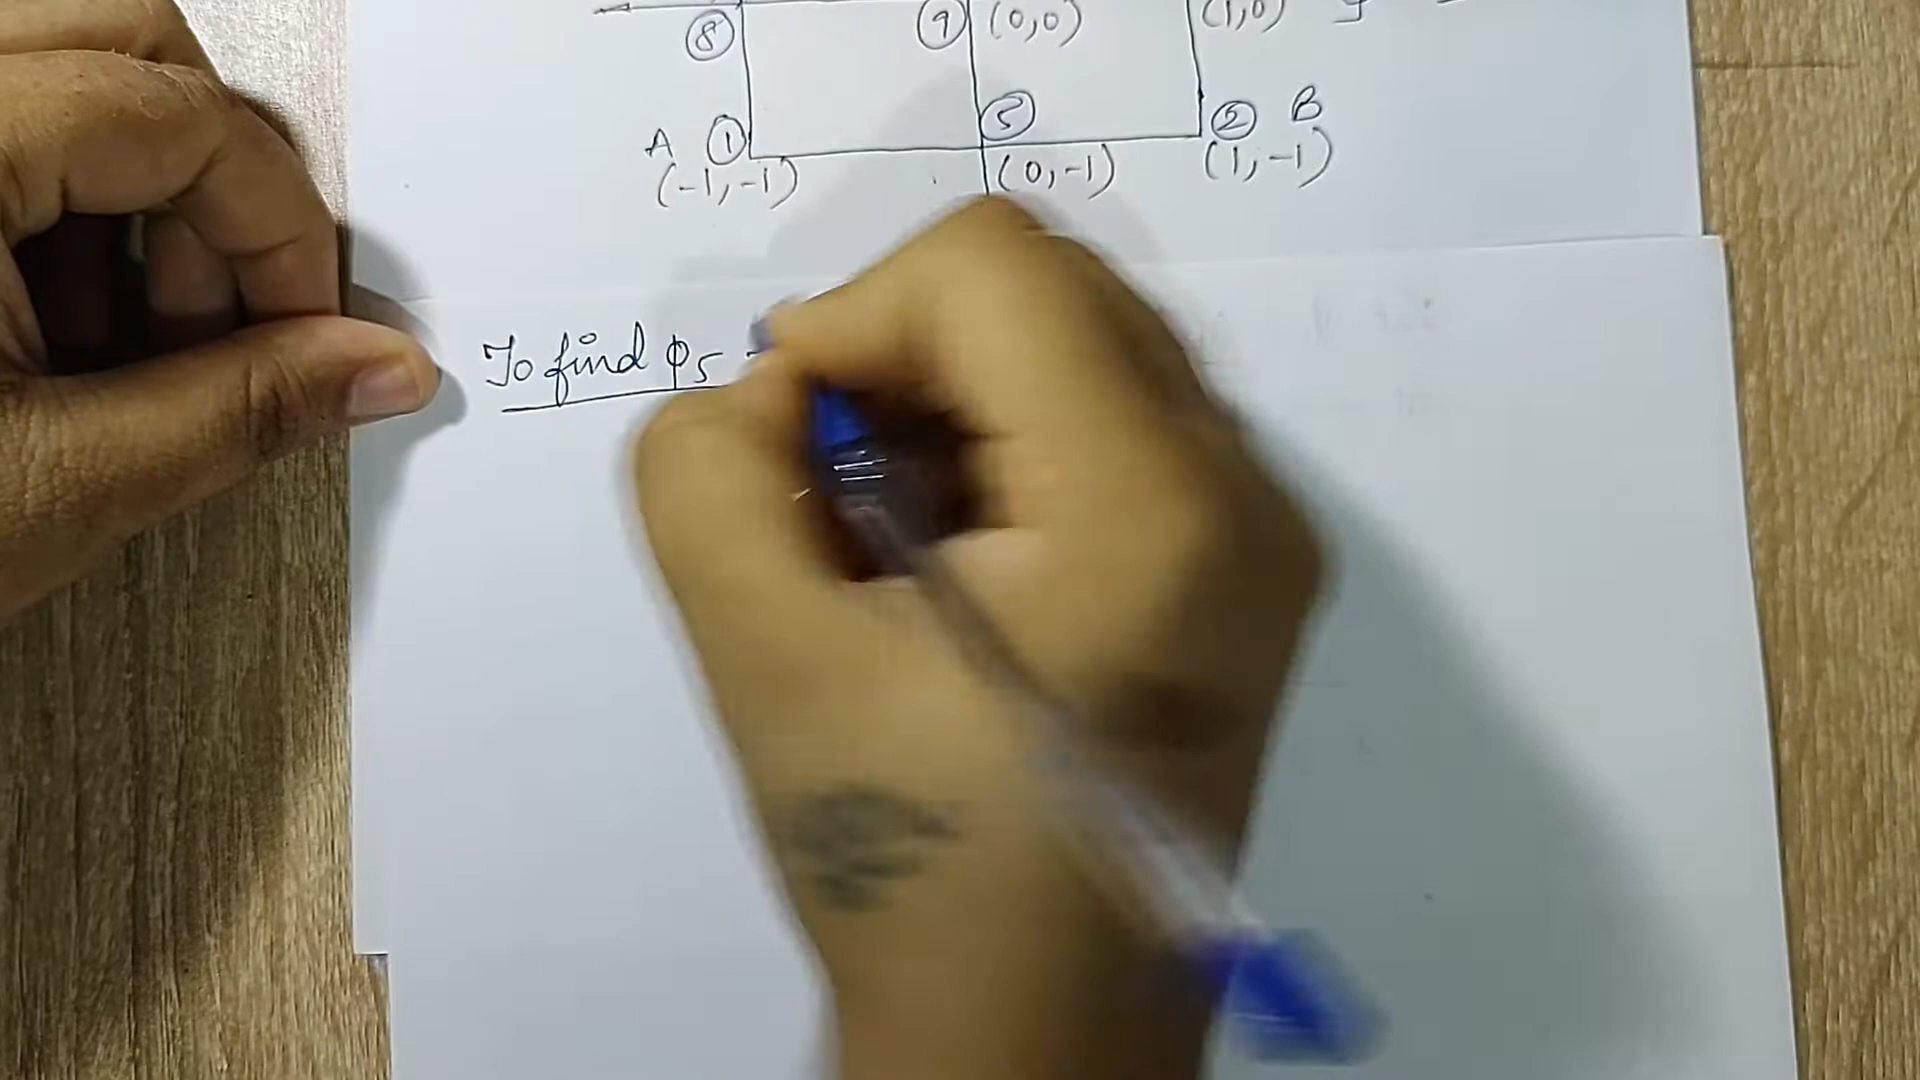 ⑧ ⑨ (0,0) (1,0)
A ① ⑤ ② B
(-1,-1) (0,-1) (1,-1)
To find φ5